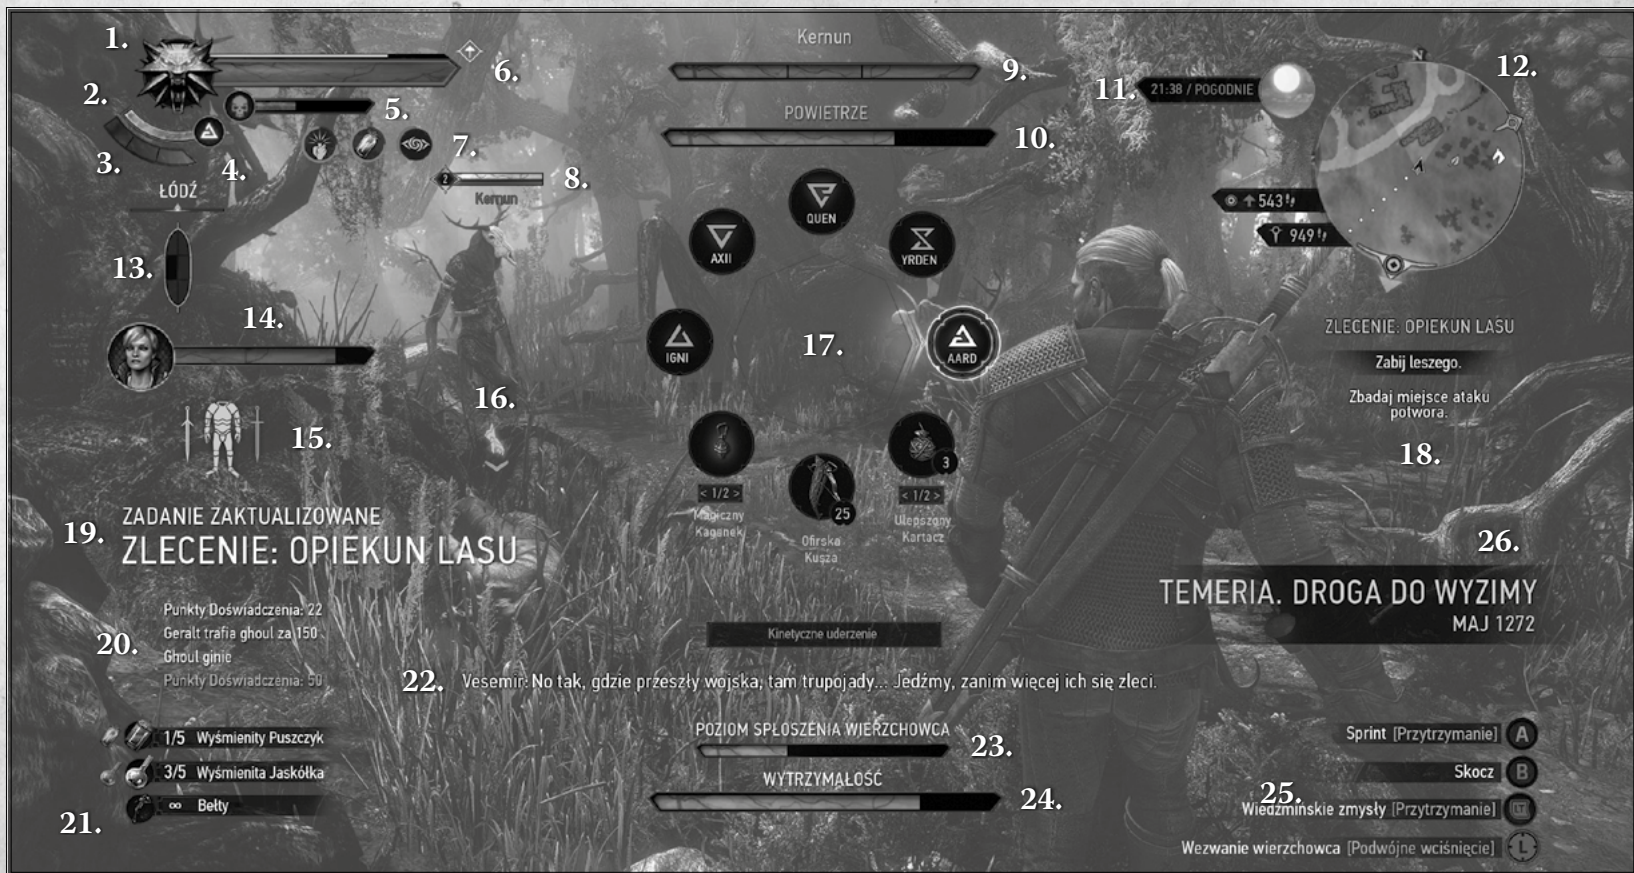 1.
2.
3.
4.
5.
6.
7.
2
Kernun
8.
Kernun
9.
POWIETRZE
10.
11.
21:38 / POGODNIE
N
12.
543
949
ŁÓDŹ
13.
14.
15.
16.
QUEN
AXII
YRDEN
IGNI
17.
AARD
< 1/2 >
Magiczny
Kaganek
25
Ofirska
Kusza
3
< 1/2 >
Ulepszony
Kartacz
ZLECENIE: OPIEKUN LASU
Zabij leszego.
Zbadaj miejsce ataku
potwora.
18.
19.
ZADANIE ZAKTUALIZOWANE
ZLECENIE: OPIEKUN LASU
20.
Punkty Doświadczenia: 22
Geralt trafia ghoul za 150
Ghoul ginie
Punkty Doświadczenia: 50
1/5 Wyśmienity Puszczyk
3/5 Wyśmienita Jaskółka
∞ Bełty
21.
Kinetyczne uderzenie
22. Vesemir: No tak, gdzie przeszły wojska, tam trupojady... Jedźmy, zanim więcej ich się zleci.
POZIOM SPŁOSZENIA WIERZCHOWCA
23.
WYTRZYMAŁOŚĆ
24.
26.
TEMERIA. DROGA DO WYZIMY
MAJ 1272
Sprint [Przytrzymanie] A
Skocz B
25.
Wiedźmińskie zmysły [Przytrzymanie] LT
Wezwanie wierzchowca [Podwójne wciśnięcie] L